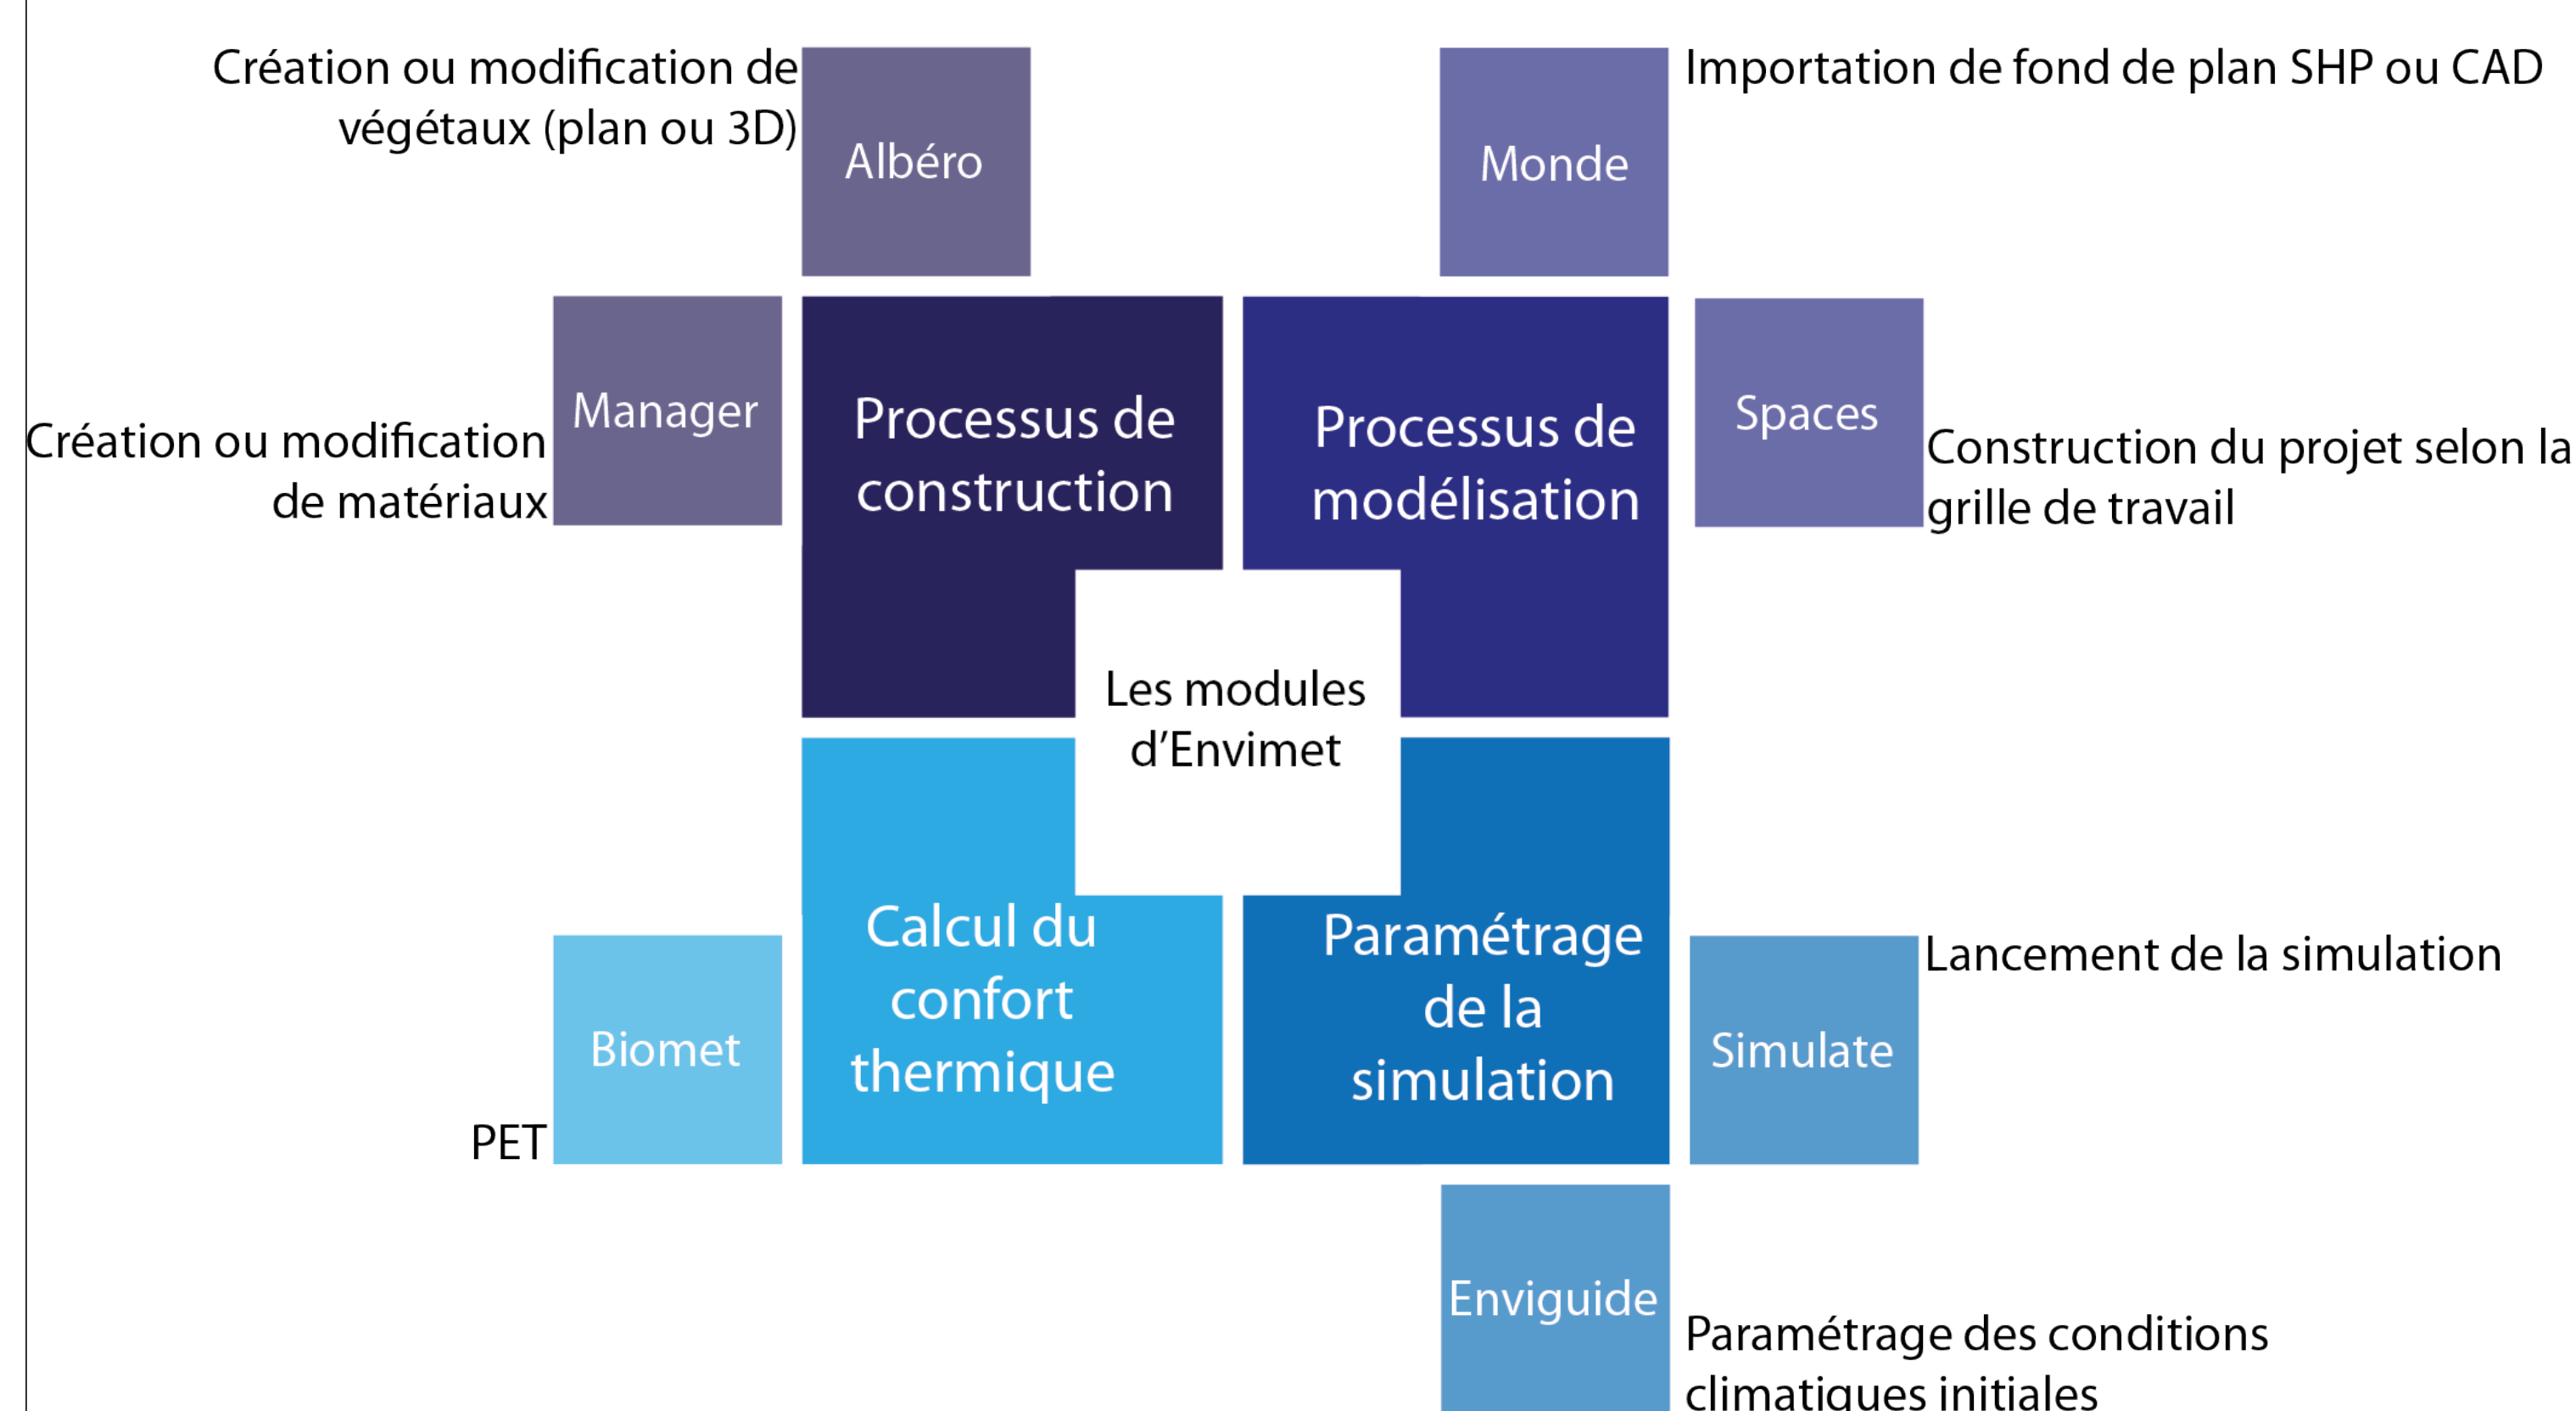 Création ou modification de
végétaux (plan ou 3D)
Albéro
Monde
Importation de fond de plan SHP ou CAD
Manager
Création ou modification
de matériaux
Processus de
construction
Processus de
modélisation
Spaces
Construction du projet selon la
grille de travail
Les modules
d’Envimet
Calcul du
confort
thermique
Biomet
PET
Paramétrage
de la
simulation
Simulate
Lancement de la simulation
Enviguide
Paramétrage des conditions
climatiques initiales